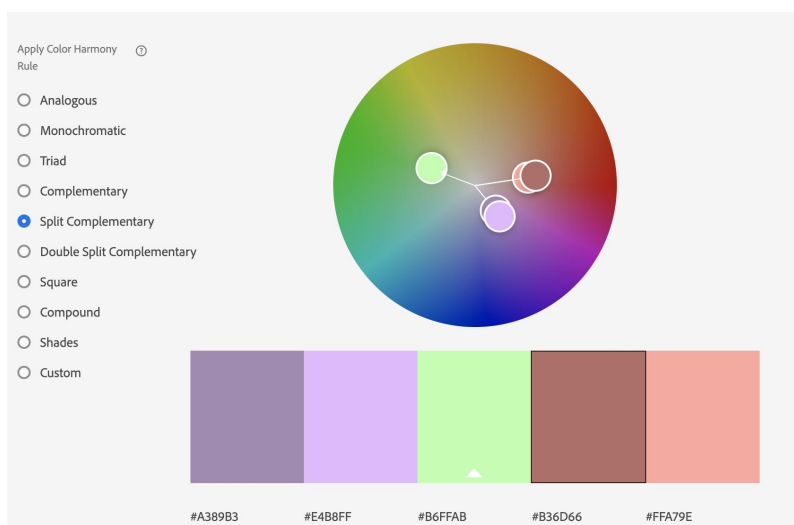 Apply Color Harmony
Rule
Analogous
Monochromatic
Triad
Complementary
Split Complementary
Double Split Complementary
Square
Compound
Shades
Custom
#A389B3 #E4B8FF #B6FFAB #B36D66 #FFA79E